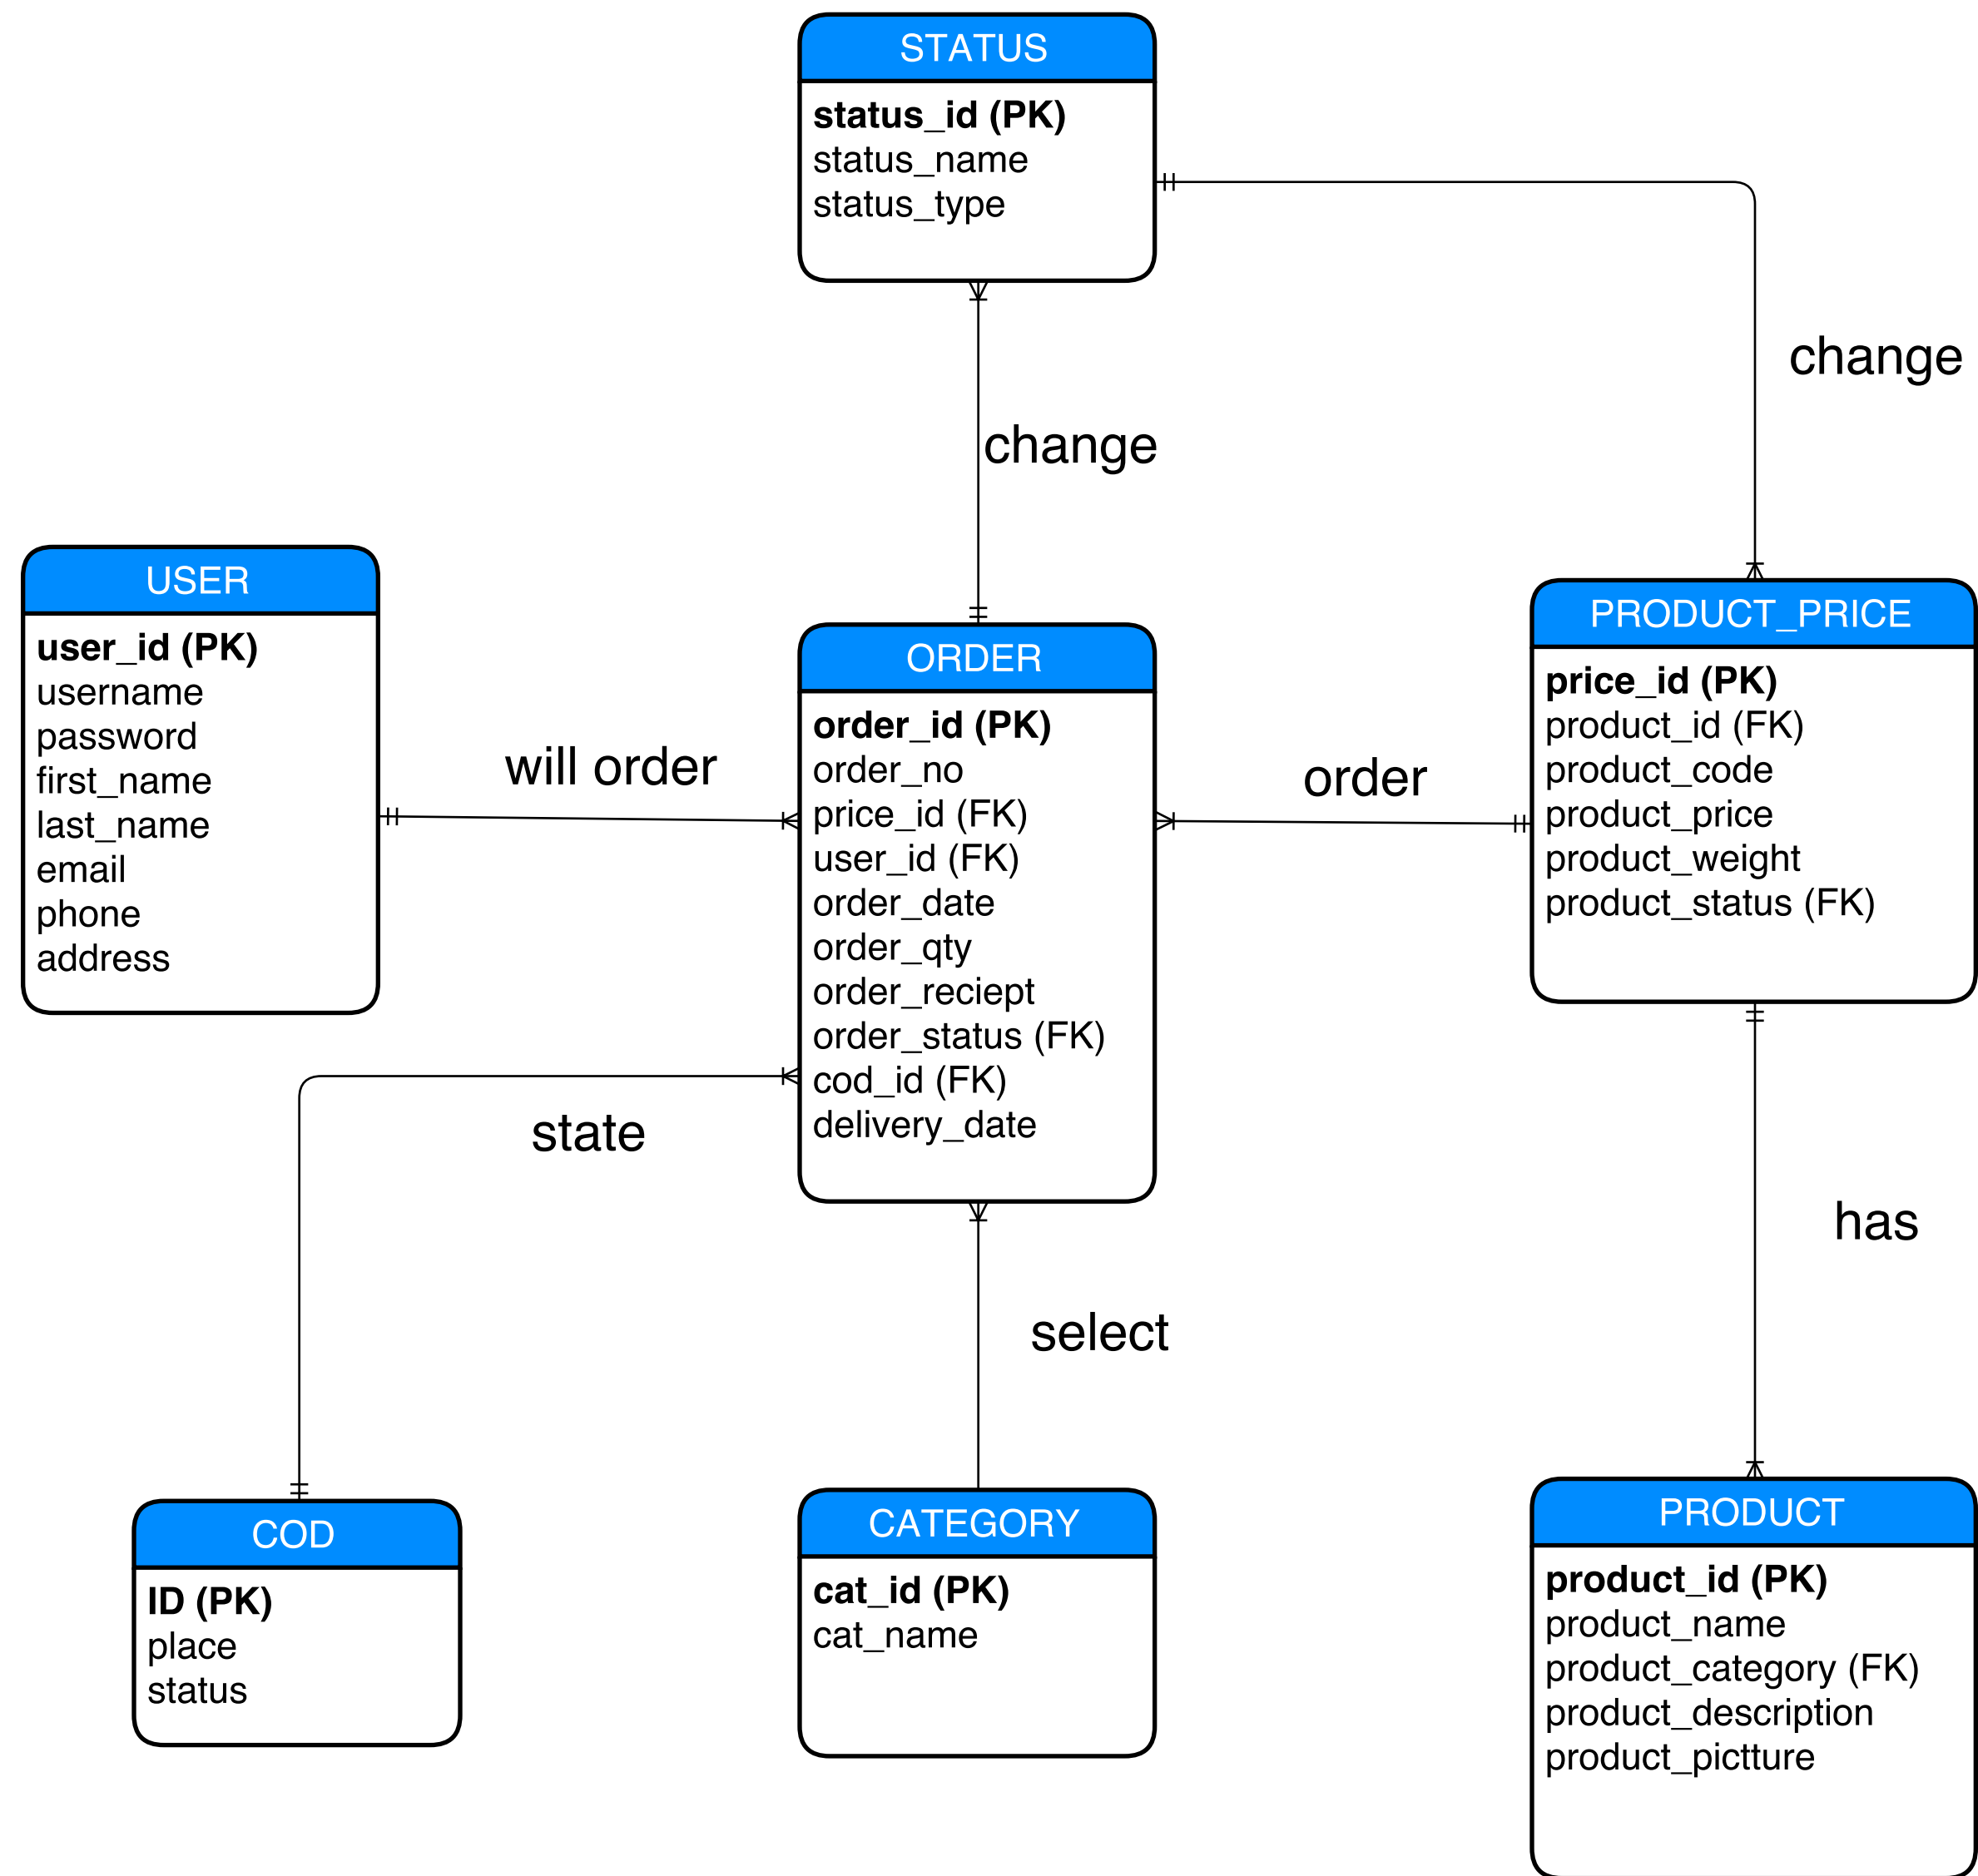 STATUS
status_id (PK)
status_name
status_type
change
change
USER
user_id (PK)
username
password
first_name
last_name
email
phone
address
will order
ORDER
order_id (PK)
order_no
price_id (FK)
user_id (FK)
order_date
order_qty
order_reciept
order_status (FK)
cod_id (FK)
delivery_date
order
PRODUCT_PRICE
price_id (PK)
product_id (FK)
product_code
product_price
product_weight
product_status (FK)
state
has
select
COD
ID (PK)
place
status
CATEGORY
cat_id (PK)
cat_name
PRODUCT
product_id (PK)
product_name
product_category (FK)
product_description
product_pictture